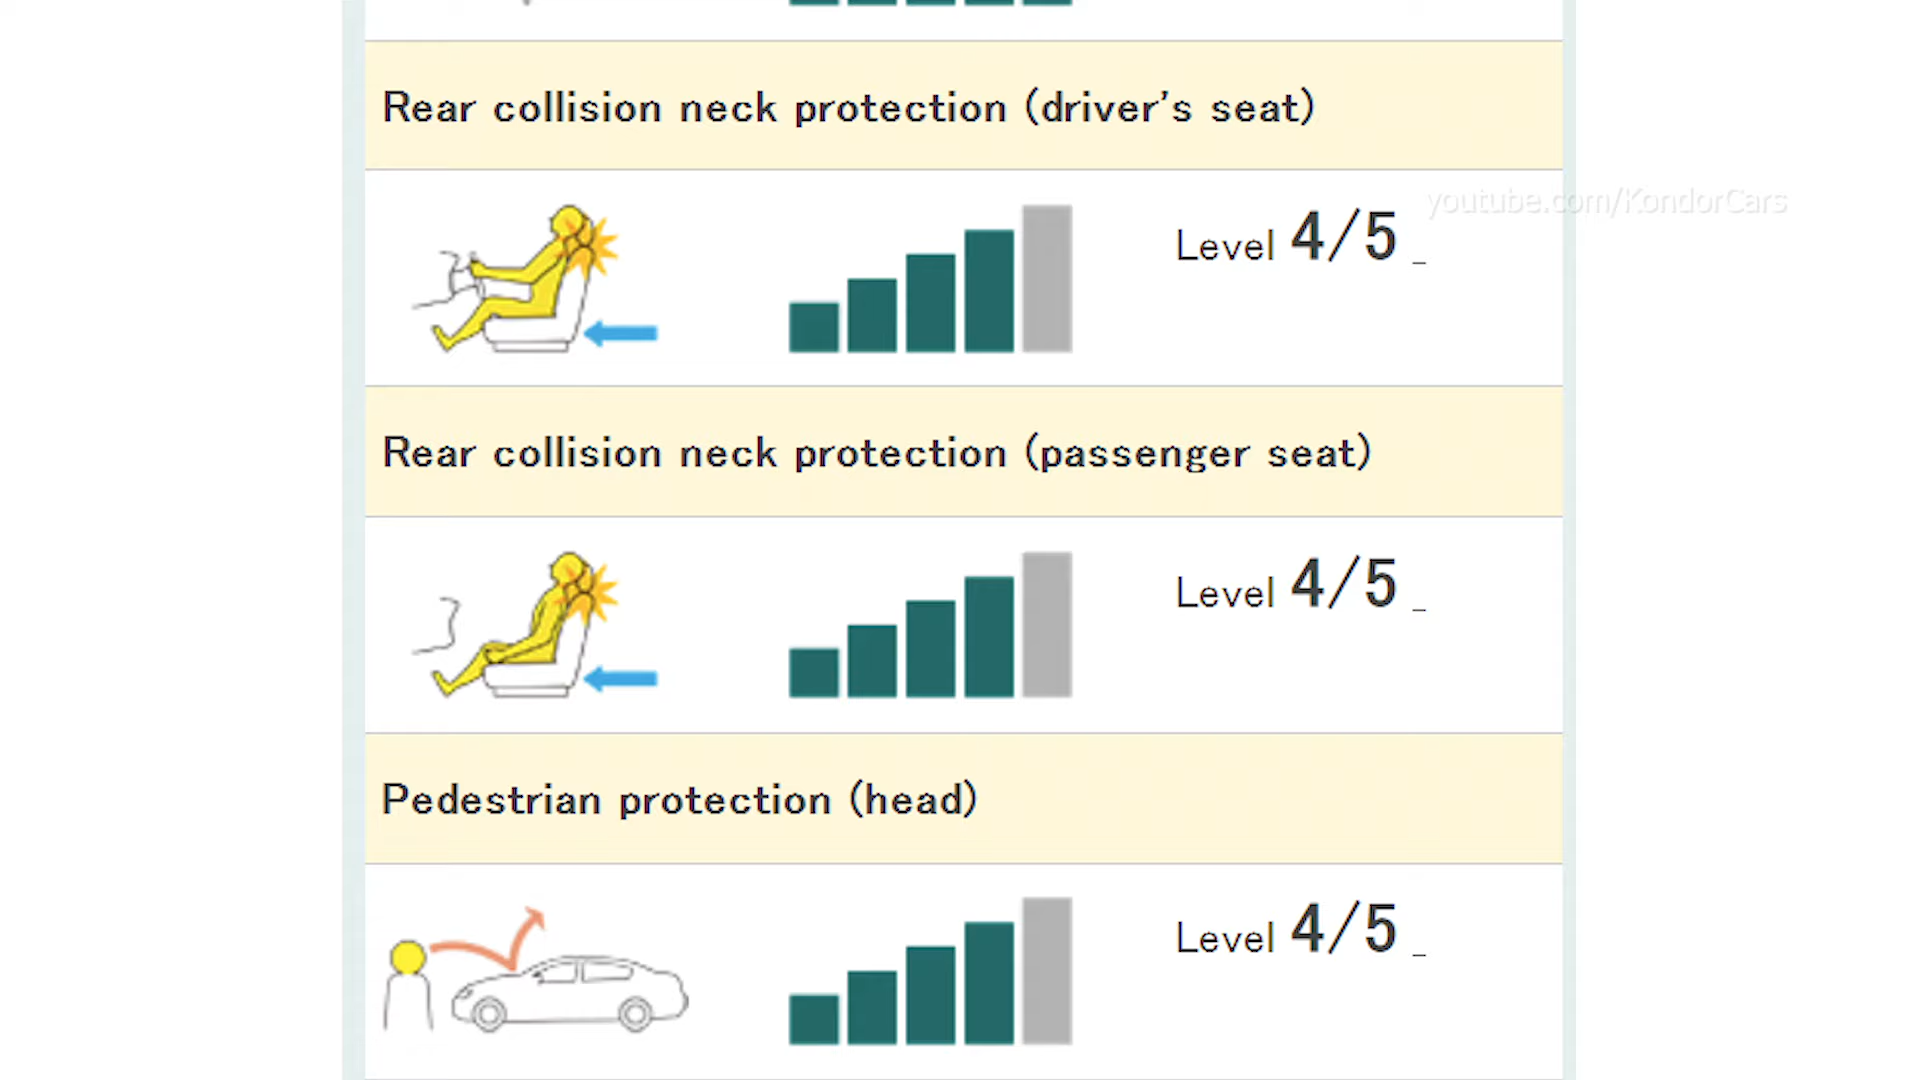 Rear collision neck protection (driver's seat)
youtube.com/KondorCars
Level 4/5 _
Rear collision neck protection (passenger seat)
Level 4/5 _
Pedestrian protection (head)
Level 4/5 _